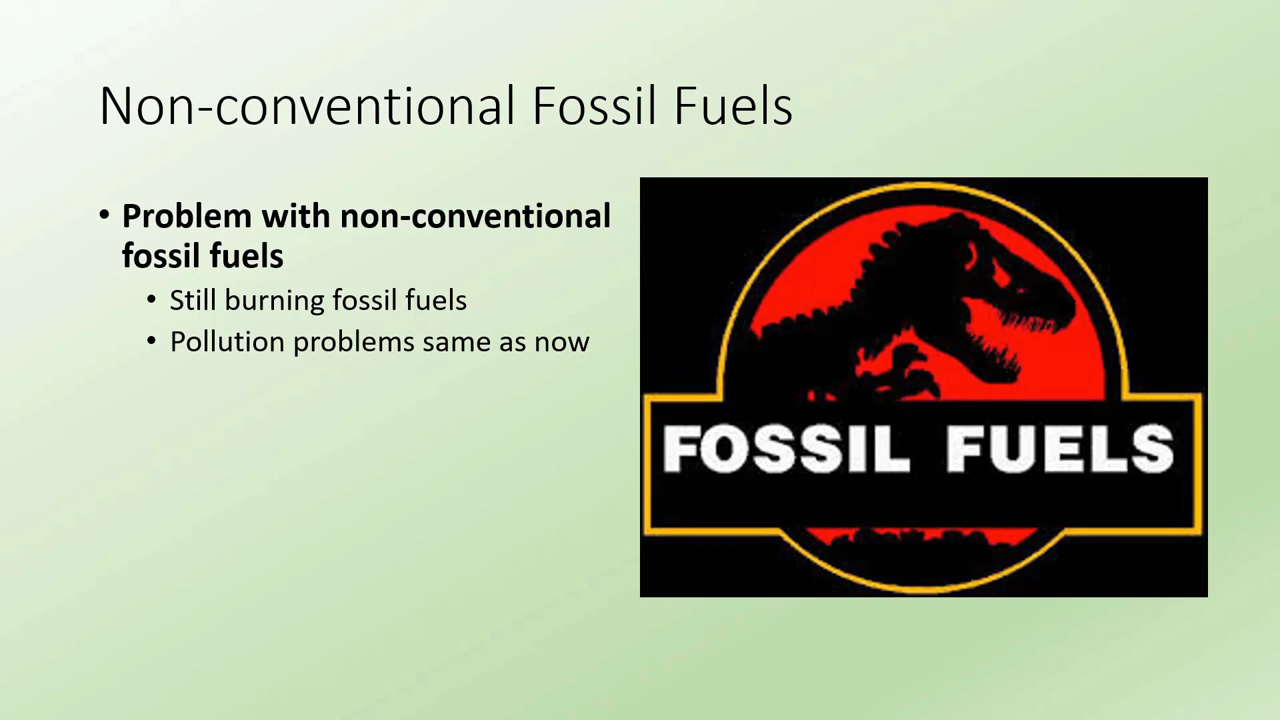 Non-conventional Fossil Fuels
• Problem with non-conventional
fossil fuels
• Still burning fossil fuels
• Pollution problems same as now
FOSSIL FUELS